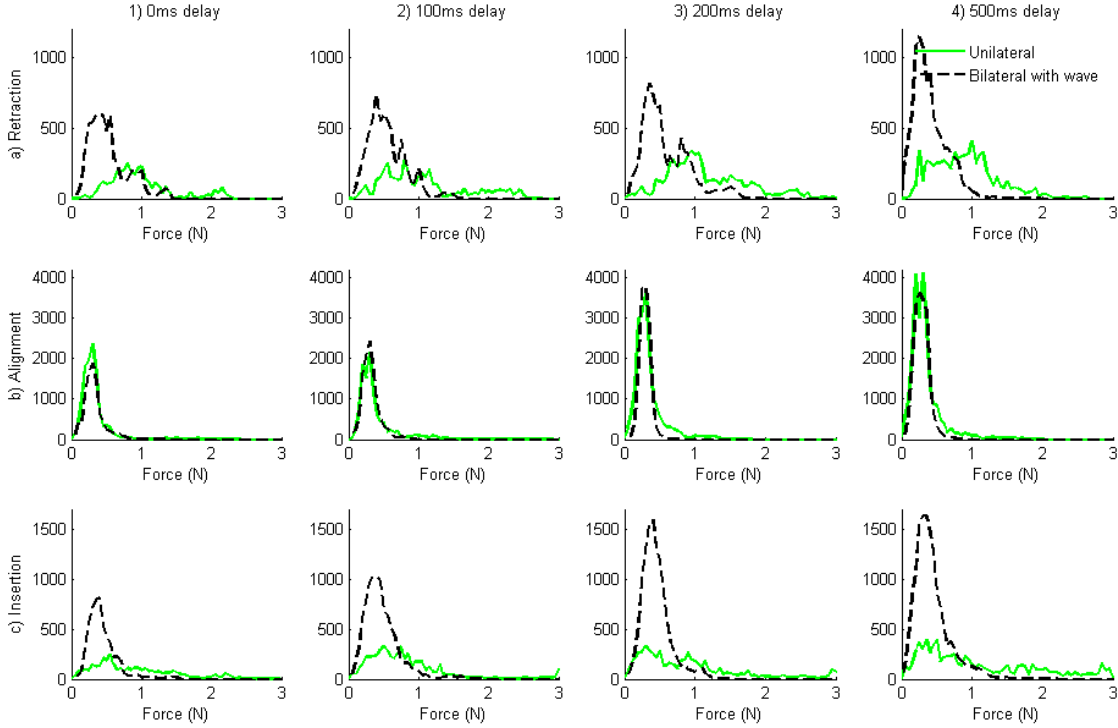 1) 0ms delay
2) 100ms delay
3) 200ms delay
4) 500ms delay
a) Retraction
1000
500
0
0 1 2 3
Force (N)
1000
500
0
0 1 2 3
Force (N)
1000
500
0
0 1 2 3
Force (N)
1000
500
0
0 1 2 3
Force (N)
Unilateral
Bilateral with wave
b) Alignment
4000
3000
2000
1000
0
0 1 2 3
Force (N)
4000
3000
2000
1000
0
0 1 2 3
Force (N)
4000
3000
2000
1000
0
0 1 2 3
Force (N)
4000
3000
2000
1000
0
0 1 2 3
Force (N)
c) Insertion
1500
1000
500
0
0 1 2 3
Force (N)
1500
1000
500
0
0 1 2 3
Force (N)
1500
1000
500
0
0 1 2 3
Force (N)
1500
1000
500
0
0 1 2 3
Force (N)